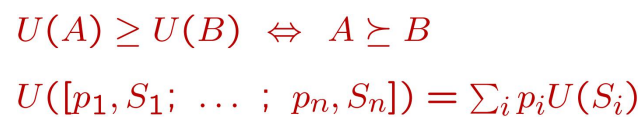 U(A) ≥ U(B) ⇔ A ⪰ B
U([p₁, S₁; … ; pₙ, Sₙ]) = ∑ᵢ pᵢU(Sᵢ)